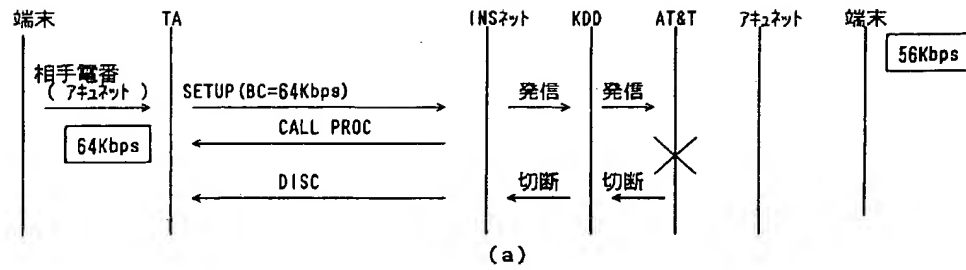 端末 TA INSネット KDD AT&T アキュネット 端末
56Kbps
相手電番
( アキュネット ) SETUP(BC=64Kbps) 発信 発信
64Kbps CALL PROC
DISC 切断 切断
(a)